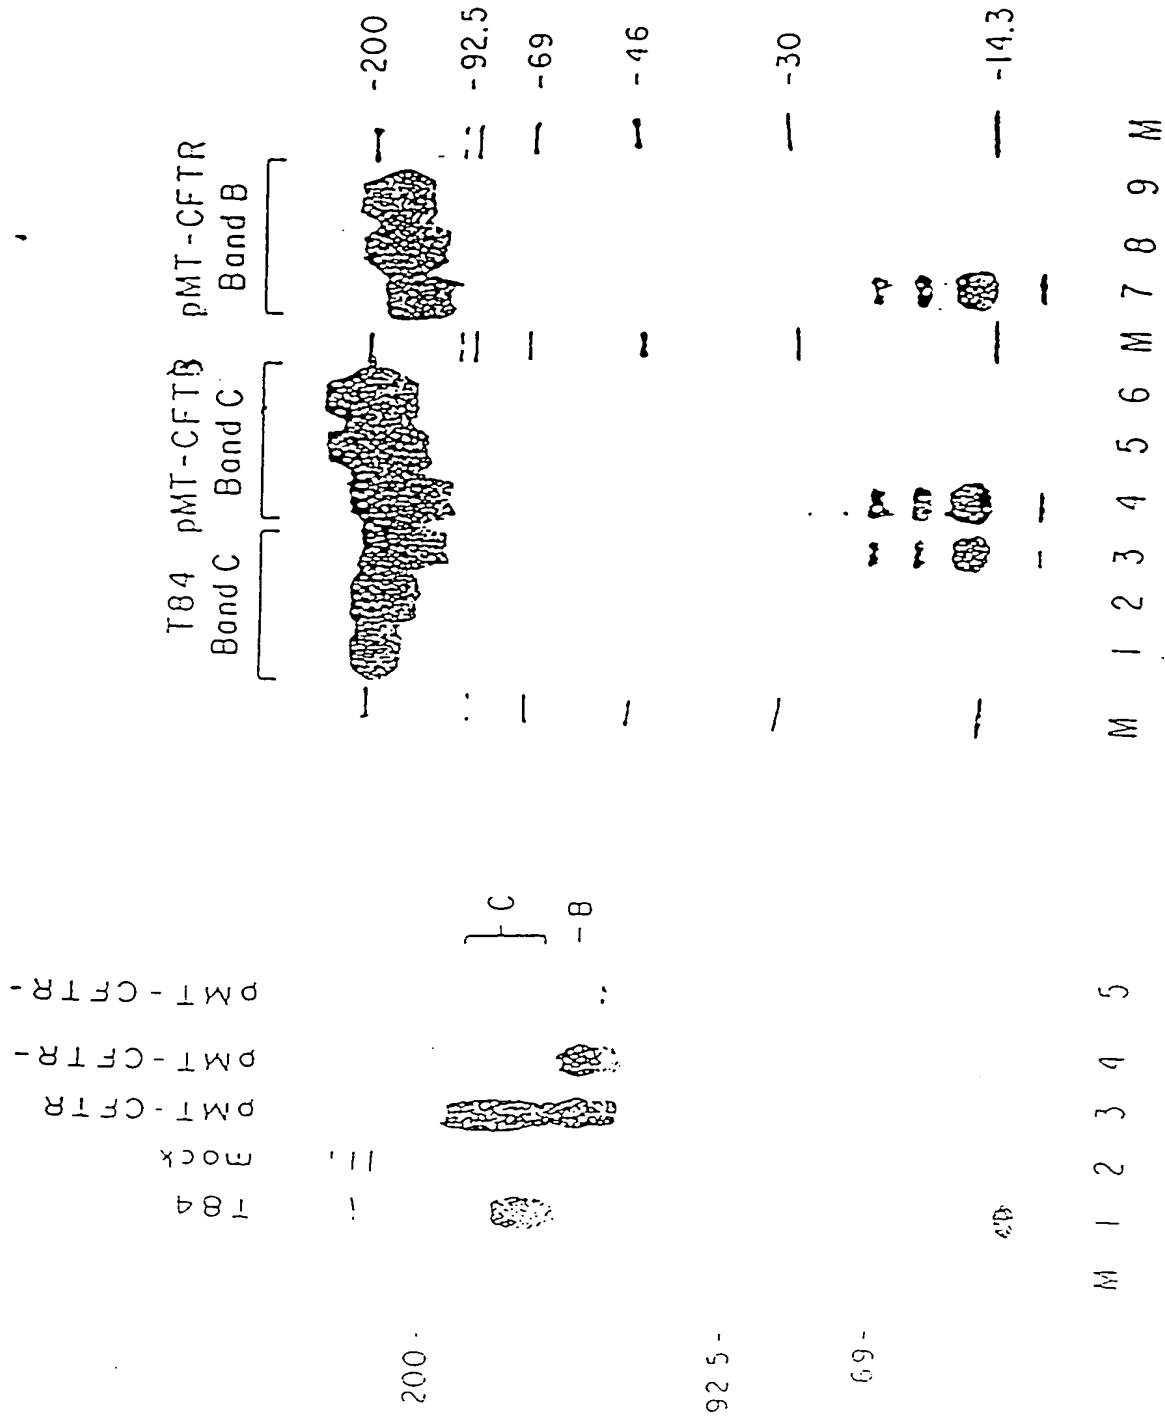 T84
Band C
pMT-CFTR
Band C
pMT-CFTR
Band B
-200
-92.5
-69
-46
-30
-14.3
M 1 2 3 4 5 6 M 7 8 9 M
T84
mock
pMT-CFTR
pMT-CFTR-
pMT-CFTR-
C
-B
200-
92 5-
69-
M 1 2 3 4 5